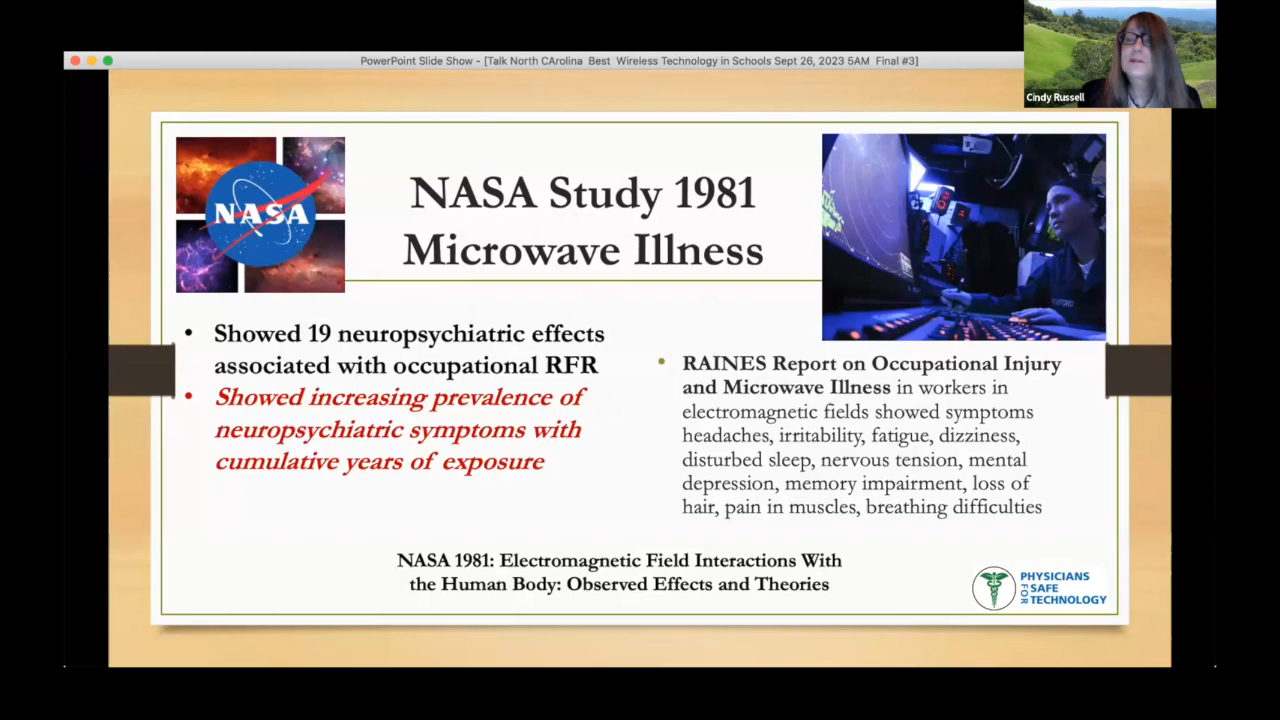 PowerPoint Slide Show - [Talk North CArolina Best Wireless Technology in Schools Sept 26, 2023 5AM Final #3]
Cindy Russell
NASA
NASA Study 1981
Microwave Illness
• Showed 19 neuropsychiatric effects
associated with occupational RFR
• Showed increasing prevalence of
neuropsychiatric symptoms with
cumulative years of exposure
• RAINES Report on Occupational Injury
and Microwave Illness in workers in
electromagnetic fields showed symptoms
headaches, irritability, fatigue, dizziness,
disturbed sleep, nervous tension, mental
depression, memory impairment, loss of
hair, pain in muscles, breathing difficulties
NASA 1981: Electromagnetic Field Interactions With
the Human Body: Observed Effects and Theories
PHYSICIANS
FOR SAFE
TECHNOLOGY